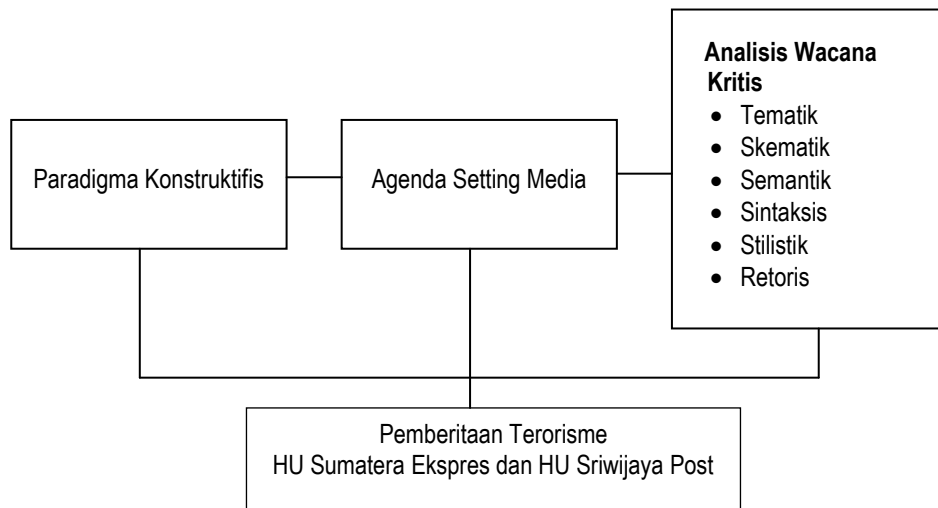 Paradigma Konstruktifis
Agenda Setting Media
Analisis Wacana
Kritis
• Tematik
• Skematik
• Semantik
• Sintaksis
• Stilistik
• Retoris
Pemberitaan Terorisme
HU Sumatera Ekspres dan HU Sriwijaya Post